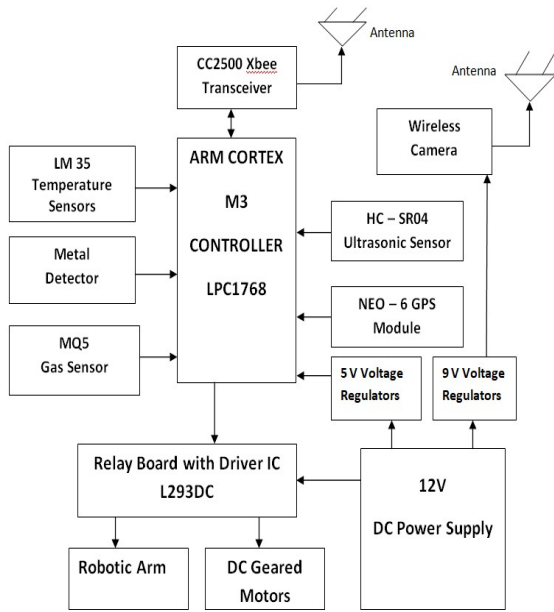 Antenna
CC2500 Xbee
Transceiver
Antenna
Wireless
Camera
ARM CORTEX
M3
CONTROLLER
LPC1768
LM 35
Temperature
Sensors
HC – SR04
Ultrasonic Sensor
Metal
Detector
NEO – 6 GPS
Module
MQ5
Gas Sensor
5 V Voltage
Regulators
9 V Voltage
Regulators
Relay Board with Driver IC
L293DC
12V
DC Power Supply
Robotic Arm
DC Geared
Motors